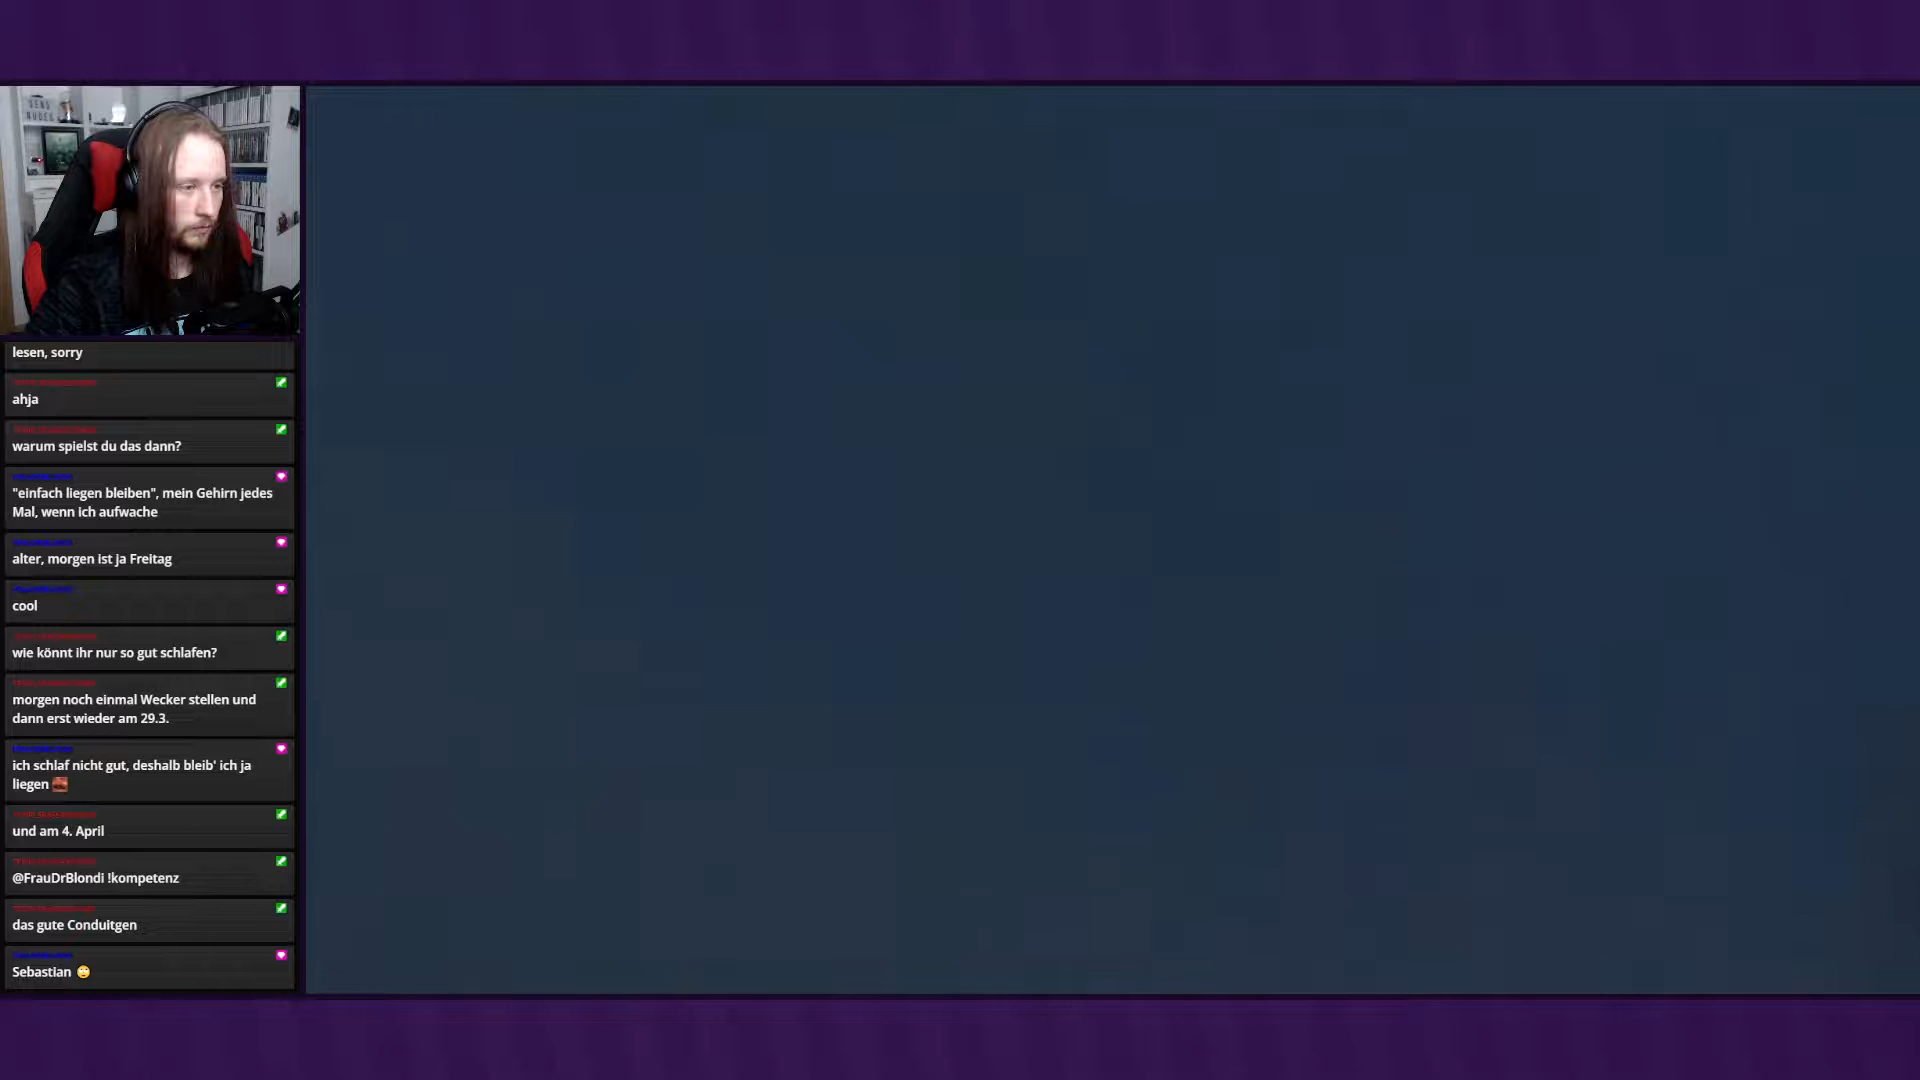 SEND
NUDES
lesen, sorry
ahja
warum spielst du das dann?
"einfach liegen bleiben", mein Gehirn jedes
Mal, wenn ich aufwache
alter, morgen ist ja Freitag
cool
wie könnt ihr nur so gut schlafen?
morgen noch einmal Wecker stellen und
dann erst wieder am 29.3.
ich schlaf nicht gut, deshalb bleib' ich ja
liegen
und am 4. April
@FrauDrBlondi !kompetenz
das gute Conduitgen
Sebastian 🙄